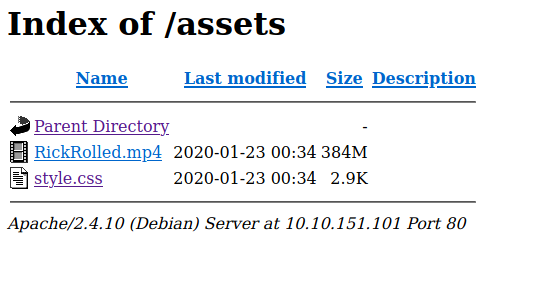 Index of /assets
Name Last modified Size Description
Parent Directory -
RickRolled.mp4 2020-01-23 00:34 384M
style.css 2020-01-23 00:34 2.9K
Apache/2.4.10 (Debian) Server at 10.10.151.101 Port 80